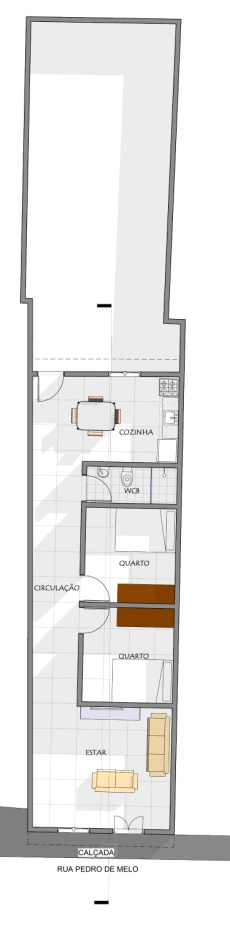 COZINHA
WCB
QUARTO
CIRCULAÇÃO
QUARTO
ESTAR
CALÇADA
RUA PEDRO DE MELO